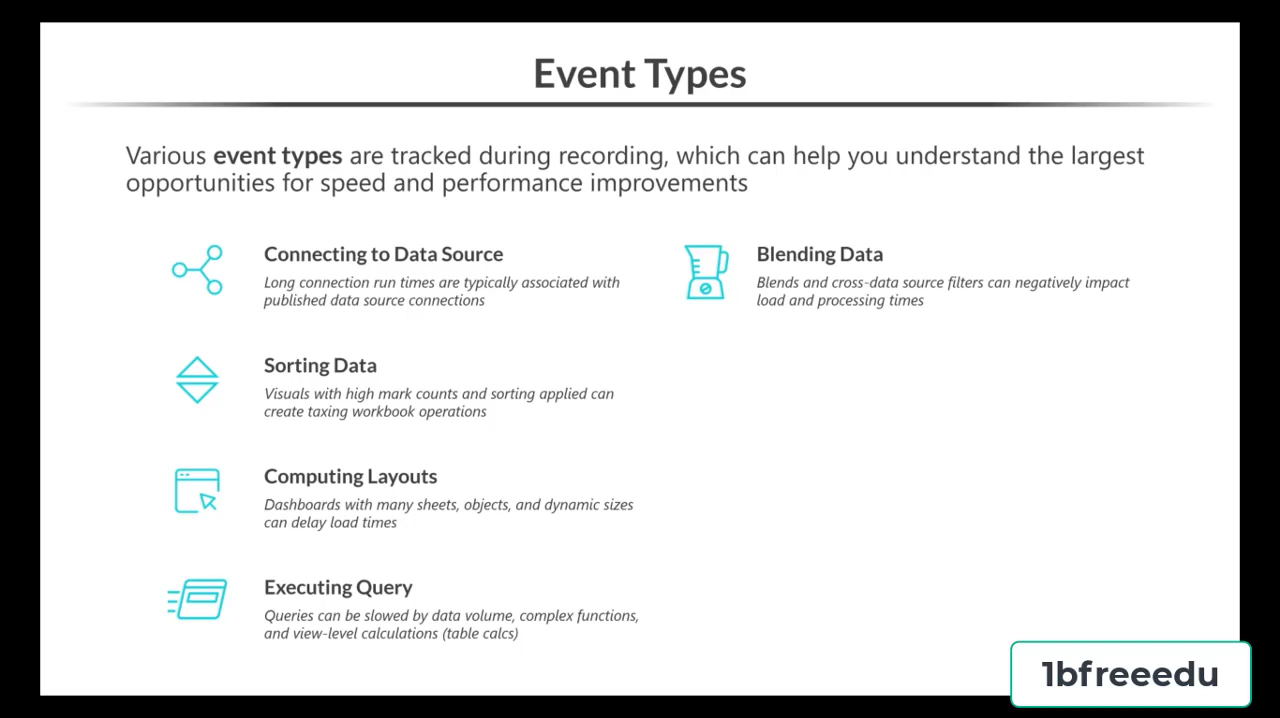 Event Types
Various event types are tracked during recording, which can help you understand the largest
opportunities for speed and performance improvements
Connecting to Data Source
Long connection run times are typically associated with
published data source connections
Sorting Data
Visuals with high mark counts and sorting applied can
create taxing workbook operations
Computing Layouts
Dashboards with many sheets, objects, and dynamic sizes
can delay load times
Executing Query
Queries can be slowed by data volume, complex functions,
and view-level calculations (table calcs)
Blending Data
Blends and cross-data source filters can negatively impact
load and processing times
1bfreeedu